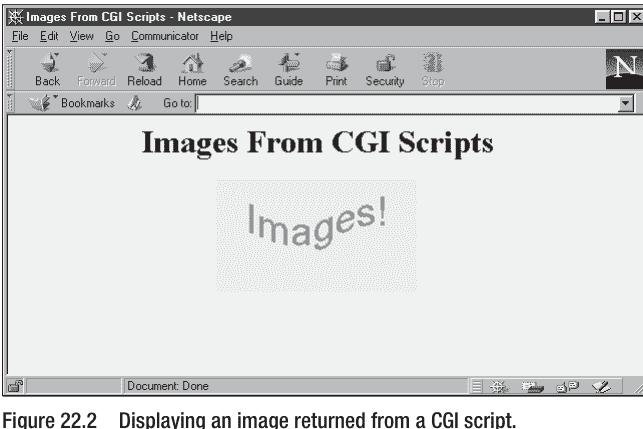 Images From CGI Scripts - Netscape
File Edit View Go Communicator Help
Back Forward Reload Home Search Guide Print Security Stop
N
Bookmarks Go to:
Images From CGI Scripts
Images!
Document: Done
Figure 22.2 Displaying an image returned from a CGI script.